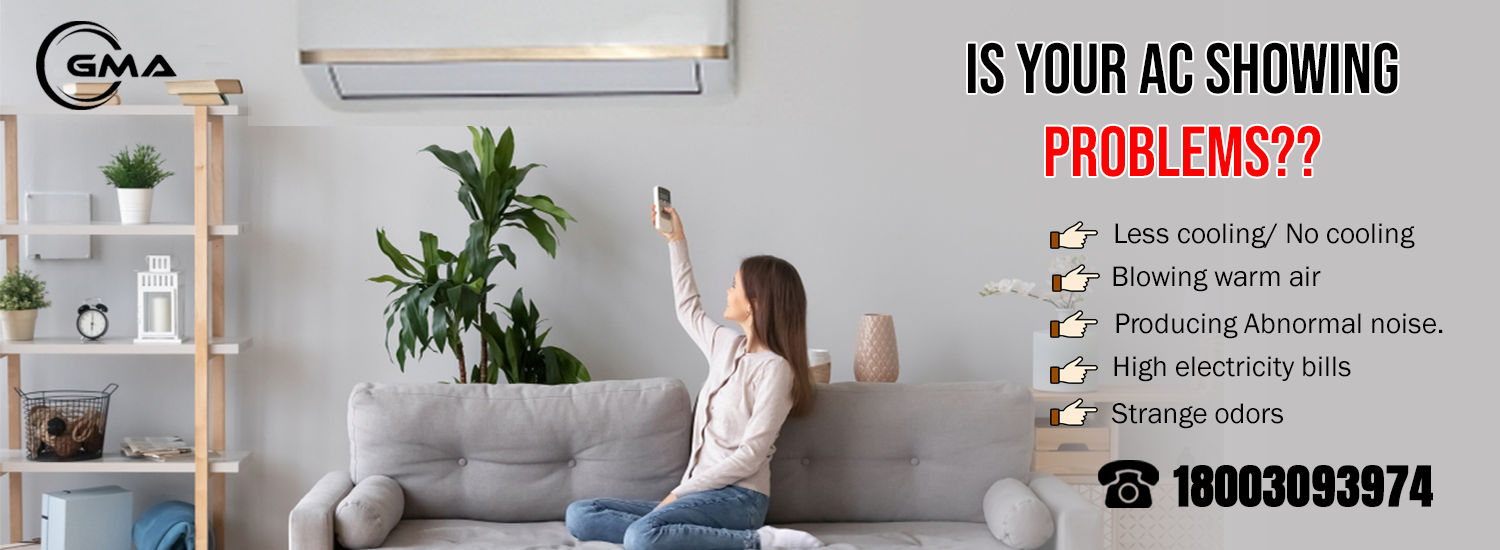 GMA
IS YOUR AC SHOWING
PROBLEMS??
Less cooling/ No cooling
Blowing warm air
Producing Abnormal noise.
High electricity bills
Strange odors
18003093974